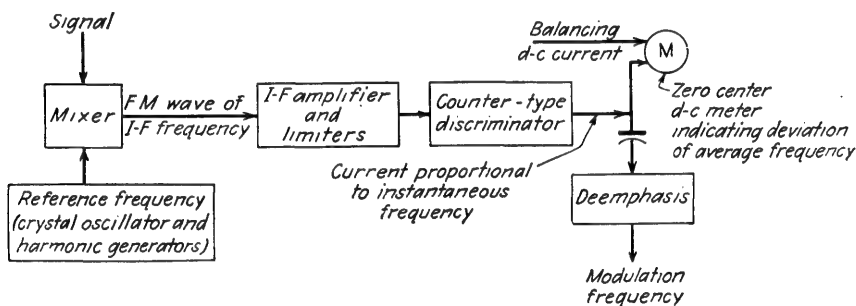 Signal
Mixer
FM wave of
I-F frequency
Reference frequency
(crystal oscillator and
harmonic generators)
I-F amplifier
and
limiters
Counter-type
discriminator
Current proportional
to instantaneous
frequency
Balancing
d-c current
M
Zero center
d-c meter
indicating deviation
of average frequency
Deemphasis
Modulation
frequency